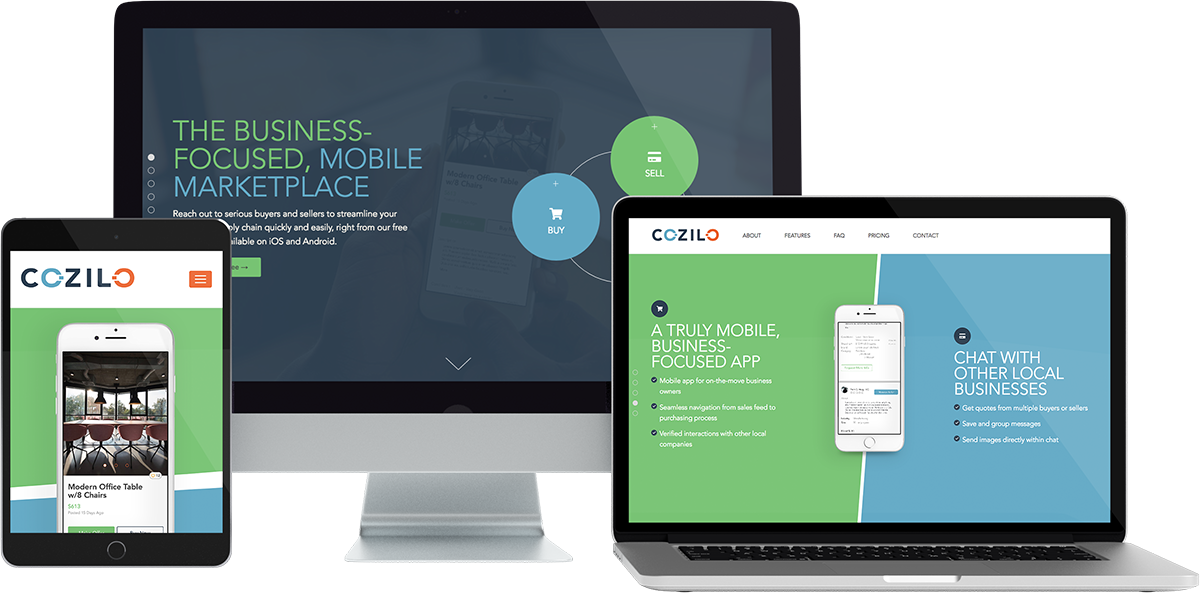 THE BUSINESS-
FOCUSED, MOBILE
MARKETPLACE
Reach out to serious buyers and sellers to streamline your
chain quickly and easily, right from our free
on iOS and Android.
SELL
BUY
Modern Office Table
w/8 Chairs
COZILO
Modern Office Table
w/8 Chairs
$613
Posted 15 Days Ago
COZILO
ABOUT FEATURES FAQ PRICING CONTACT
A TRULY MOBILE,
BUSINESS-
FOCUSED APP
Mobile app for on-the-move business
owners
Seamless navigation from sales feed to
purchasing process
Verified interactions with other local
companies
CHAT WITH
OTHER LOCAL
BUSINESSES
Get quotes from multiple buyers or sellers
Save and group messages
Send images directly within chat